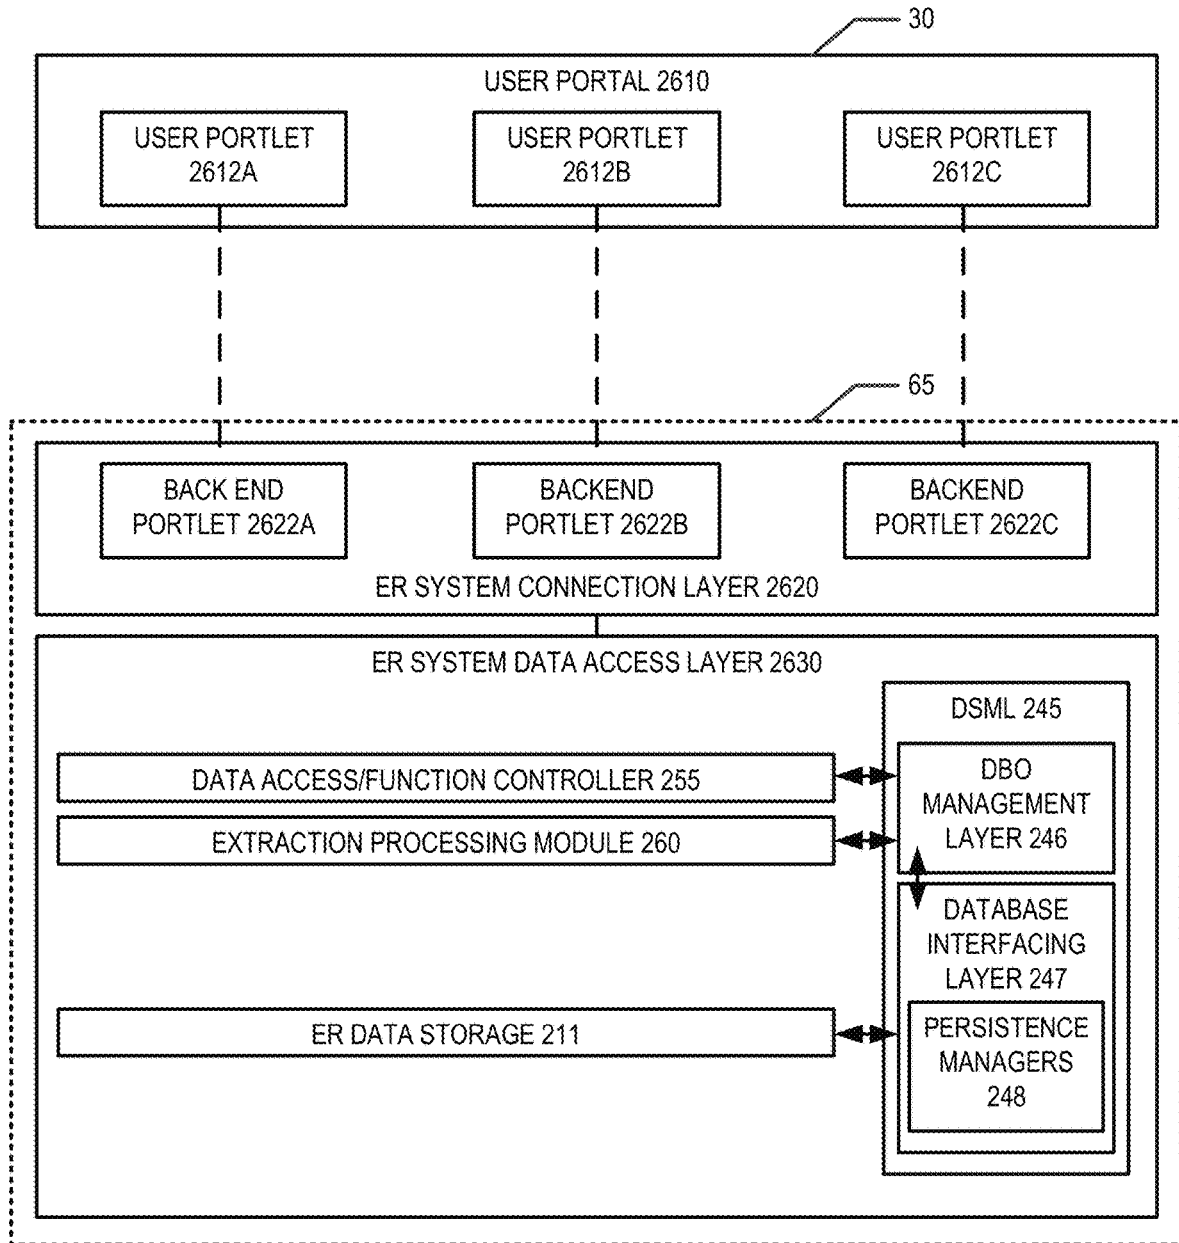 30
USER PORTAL 2610
USER PORTLET
2612A
USER PORTLET
2612B
USER PORTLET
2612C
65
BACK END
PORTLET 2622A
BACKEND
PORTLET 2622B
BACKEND
PORTLET 2622C
ER SYSTEM CONNECTION LAYER 2620
ER SYSTEM DATA ACCESS LAYER 2630
DSML 245
DATA ACCESS/FUNCTION CONTROLLER 255
EXTRACTION PROCESSING MODULE 260
DBO
MANAGEMENT
LAYER 246
DATABASE
INTERFACING
LAYER 247
ER DATA STORAGE 211
PERSISTENCE
MANAGERS
248